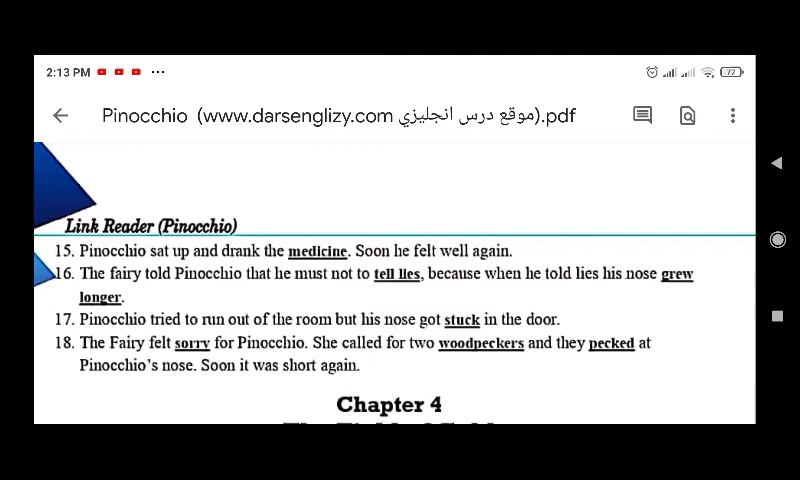 2:13 PM
77
Pinocchio (www.darsenglizy.com موقع درس انجليزي).pdf
Link Reader (Pinocchio)
15. Pinocchio sat up and drank the medicine. Soon he felt well again.
16. The fairy told Pinocchio that he must not to tell lies, because when he told lies his nose grew
longer.
17. Pinocchio tried to run out of the room but his nose got stuck in the door.
18. The Fairy felt sorry for Pinocchio. She called for two woodpeckers and they pecked at
Pinocchio's nose. Soon it was short again.
Chapter 4